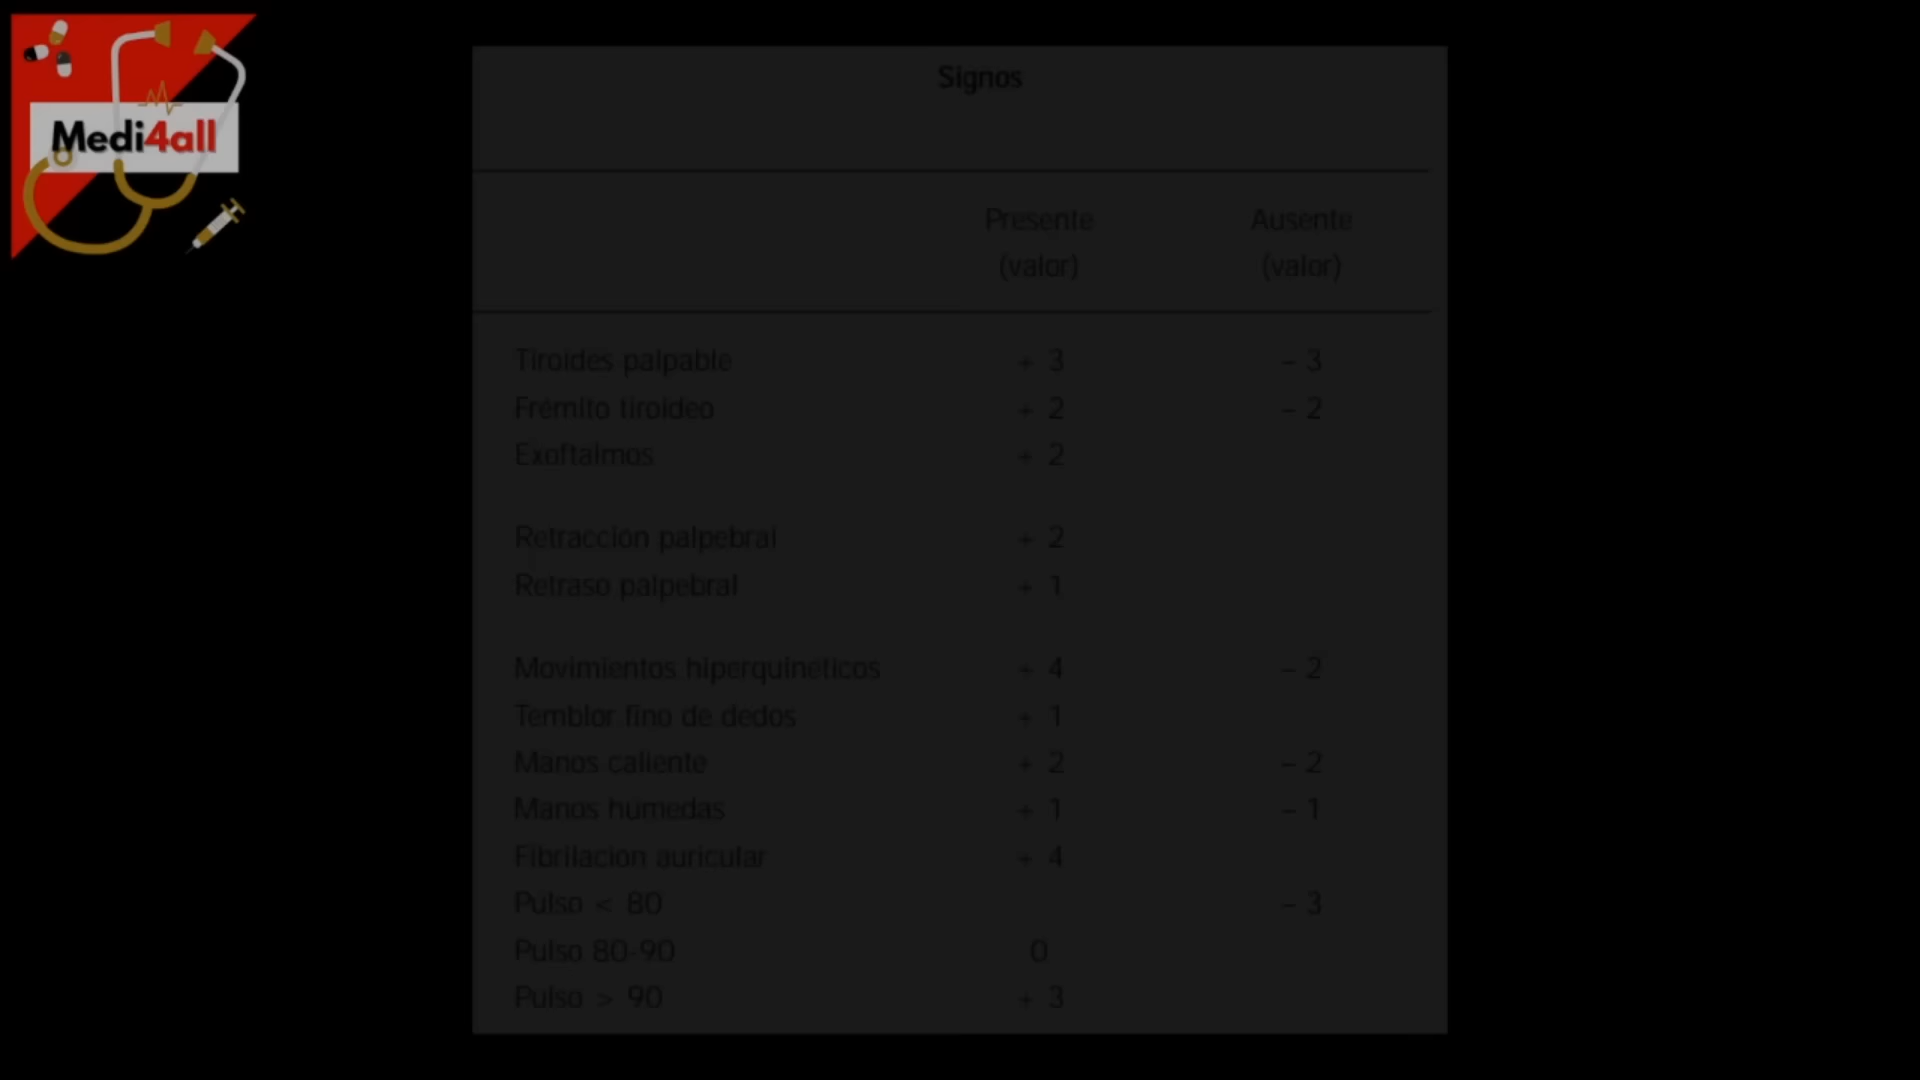 Medi4all
Signos
Presente Ausente
(valor) (valor)
Tiroides palpable + 3 – 3
Frémito tiroideo + 2 – 2
Exoftalmos + 2
Retracción palpebral + 2
Retraso palpebral + 1
Movimientos hiperquinéticos + 4 – 2
Temblor fino de dedos + 1
Manos caliente + 2 – 2
Manos húmedas + 1 – 1
Fibrilación auricular + 4
Pulso < 80 – 3
Pulso 80-90 0
Pulso > 90 + 3